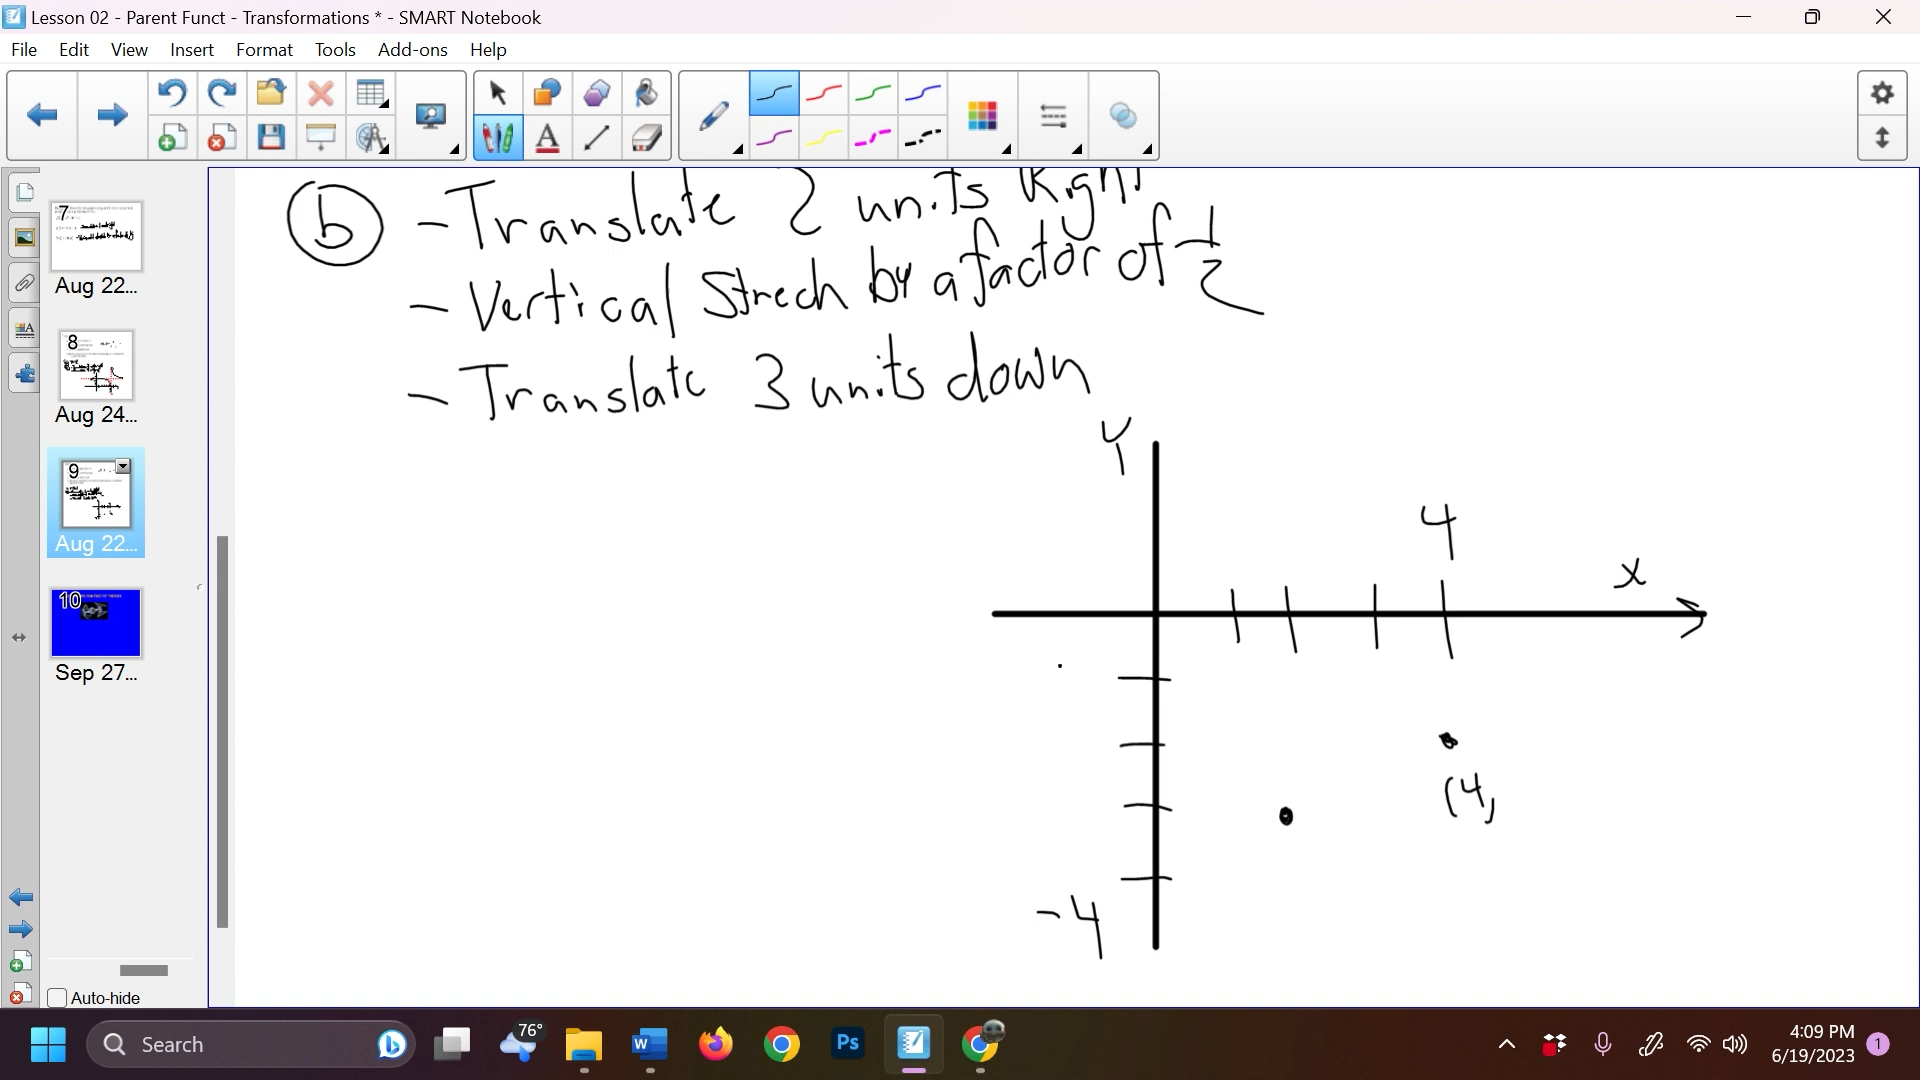 Lesson 02 - Parent Funct - Transformations * - SMART Notebook
File Edit View Insert Format Tools Add-ons Help
b - Translate 2 units Right
- Vertical Strech by a factor of 1/2
- Translate 3 units down
Y
4
x
(4,
-4
7
Aug 22...
8
Aug 24...
9
Aug 22...
10
Sep 27...
Auto-hide
Search
76°
Ps
4:09 PM
6/19/2023
1